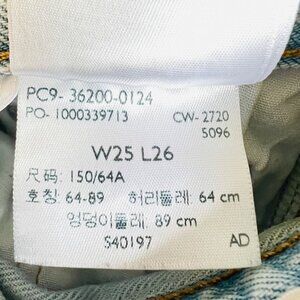 PC9- 36200-0124
PO- 1000339713 CW- 2720
5096
W25 L26
尺码: 150/64A
호칭: 64-89 허리둘레: 64 cm
엉덩이둘레: 89 cm
S40197 AD